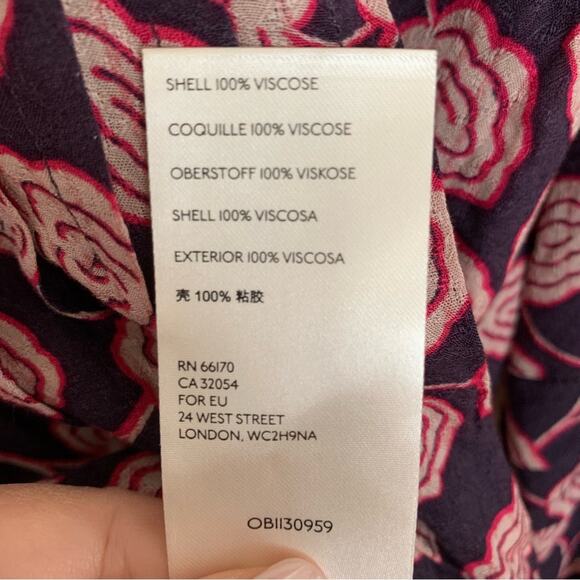 SHELL 100% VISCOSE
COQUILLE 100% VISCOSE
OBERSTOFF 100% VISKOSE
SHELL 100% VISCOSA
EXTERIOR 100% VISCOSA
壳 100% 粘胶
RN 66170
CA 32054
FOR EU
24 WEST STREET
LONDON, WC2H9NA
OB1130959